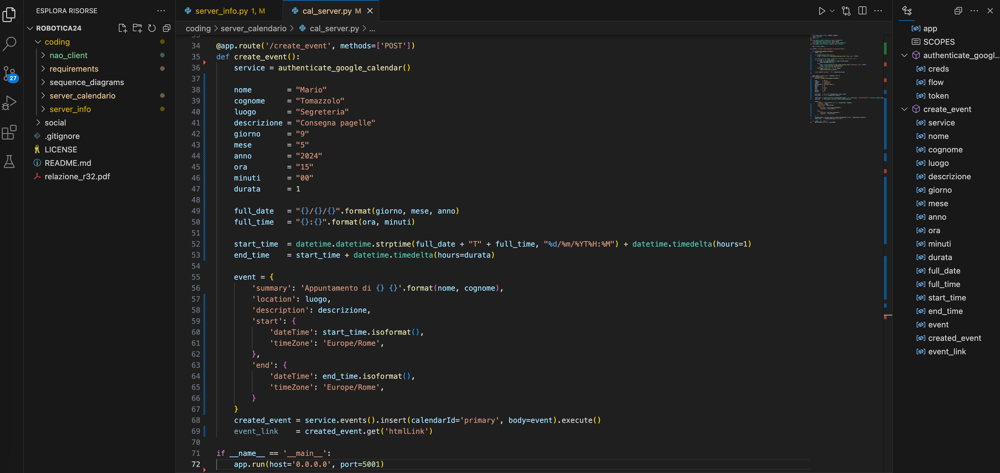 ESPLORA RISORSE
ROBOTICA24
coding
nao_client
requirements
sequence_diagrams
server_calendario
server_info
social
.gitignore
LICENSE
README.md
relazione_r32.pdf
27
server_info.py 1, M
cal_server.py M
coding > server_calendario > cal_server.py > ...
33
34 @app.route('/create_event', methods=['POST'])
35 def create_event():
36 service = authenticate_google_calendar()
37
38 nome = "Mario"
39 cognome = "Tomazzolo"
40 luogo = "Segreteria"
41 descrizione = "Consegna pagelle"
42 giorno = "9"
43 mese = "5"
44 anno = "2024"
45 ora = "15"
46 minuti = "00"
47 durata = 1
48
49 full_date = "{}/{}/{}".format(giorno, mese, anno)
50 full_time = "{}:{}".format(ora, minuti)
51
52 start_time = datetime.datetime.strptime(full_date + "T" + full_time, "%d/%m/%YT%H:%M") + datetime.timedelta(hours=1)
53 end_time = start_time + datetime.timedelta(hours=durata)
54
55 event = {
56 'summary': 'Appuntamento di {} {}'.format(nome, cognome),
57 'location': luogo,
58 'description': descrizione,
59 'start': {
60 'dateTime': start_time.isoformat(),
61 'timeZone': 'Europe/Rome',
62 },
63 'end': {
64 'dateTime': end_time.isoformat(),
65 'timeZone': 'Europe/Rome',
66 }
67 }
68 created_event = service.events().insert(calendarId='primary', body=event).execute()
69 event_link = created_event.get('htmlLink')
70
71 if __name__ == '__main__':
72 app.run(host='0.0.0.0', port=5001)
app
SCOPES
authenticate_googl...
creds
flow
token
create_event
service
nome
cognome
luogo
descrizione
giorno
mese
anno
ora
minuti
durata
full_date
full_time
start_time
end_time
event
created_event
event_link